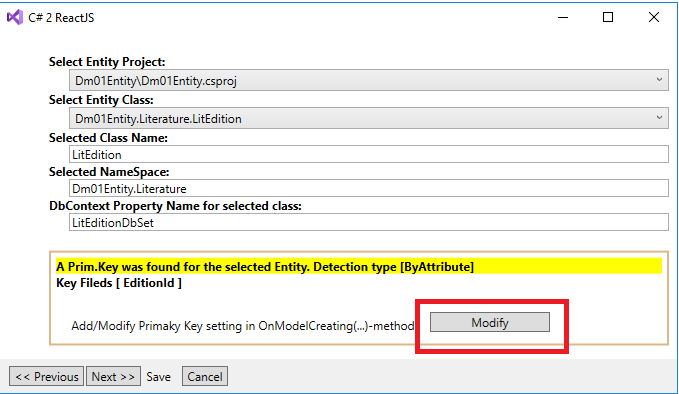 C# 2 ReactJS
Select Entity Project:
Dm01Entity\Dm01Entity.csproj
Select Entity Class:
Dm01Entity.Literature.LitEdition
Selected Class Name:
LitEdition
Selected NameSpace:
Dm01Entity.Literature
DbContext Property Name for selected class:
LitEditionDbSet
A Prim.Key was found for the selected Entity. Detection type [ByAttribute]
Key Fileds [ EditionId ]
Add/Modify Primaky Key setting in OnModelCreating(...)-method Modify
<< Previous Next >> Save Cancel